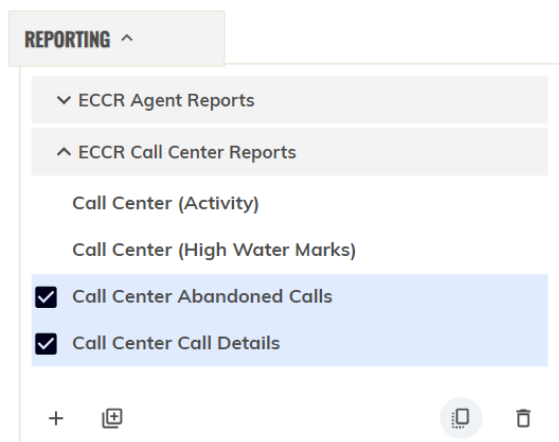 REPORTING
ECCR Agent Reports
ECCR Call Center Reports
Call Center (Activity)
Call Center (High Water Marks)
Call Center Abandoned Calls
Call Center Call Details